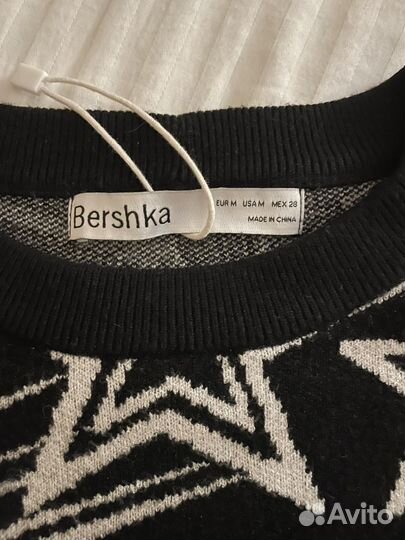 Bershka
EUR M USA M MEX 28
MADE IN CHINA
Avito